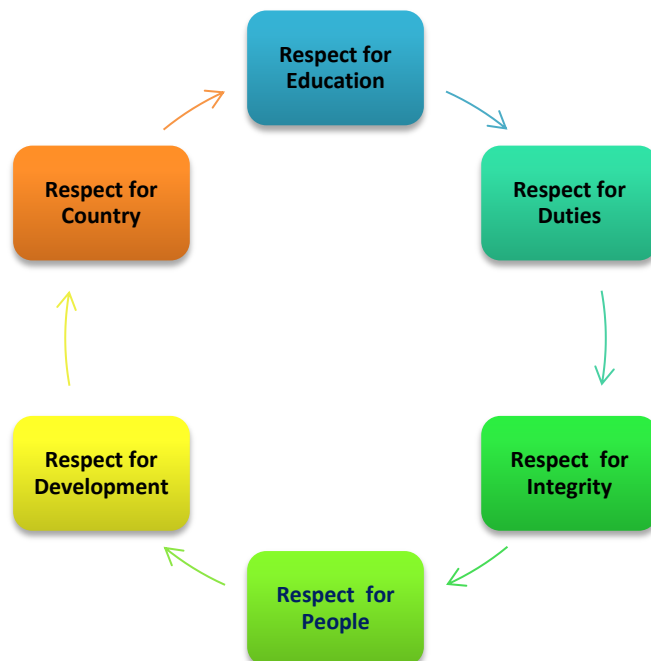 Respect for
Education
Respect for
Duties
Respect  for
Integrity
Respect  for
People
Respect for
Development
Respect for
Country